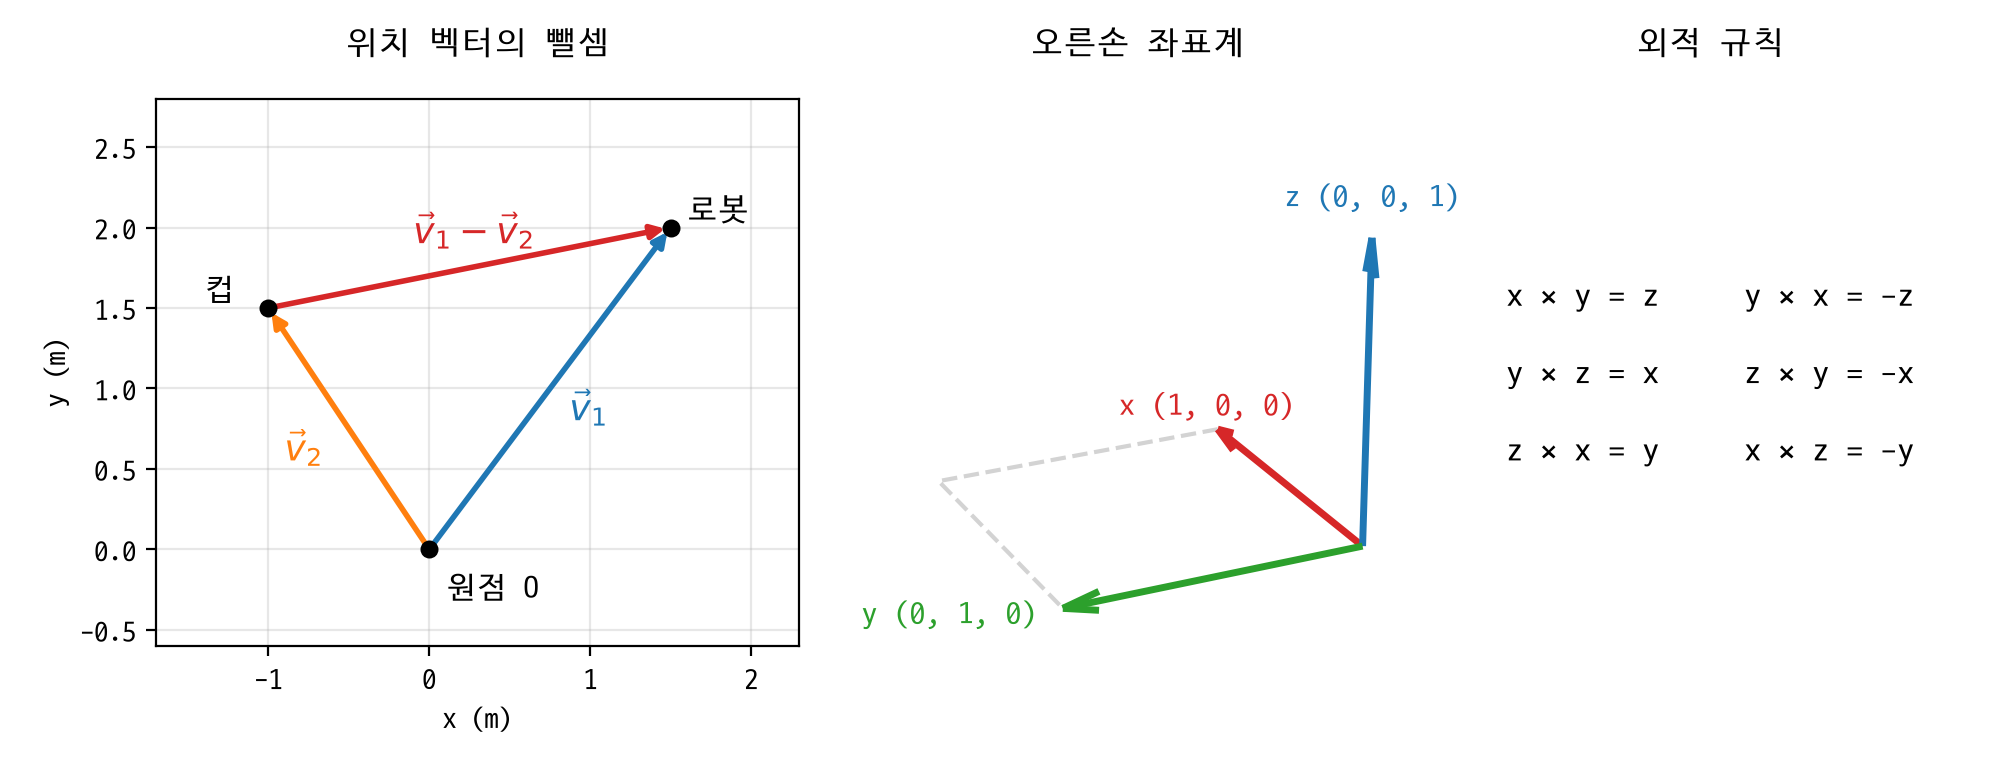 위치 벡터의 뺄셈
2.5
2.0
1.5
1.0
0.5
0.0
−0.5
y (m)
−1 0 1 2
x (m)
로봇
v⃗₁ − v⃗₂
컵
v⃗₁
v⃗₂
원점 0
오른손 좌표계
z (0, 0, 1)
x (1, 0, 0)
y (0, 1, 0)
외적 규칙
x × y = z y × x = −z
y × z = x z × y = −x
z × x = y x × z = −y